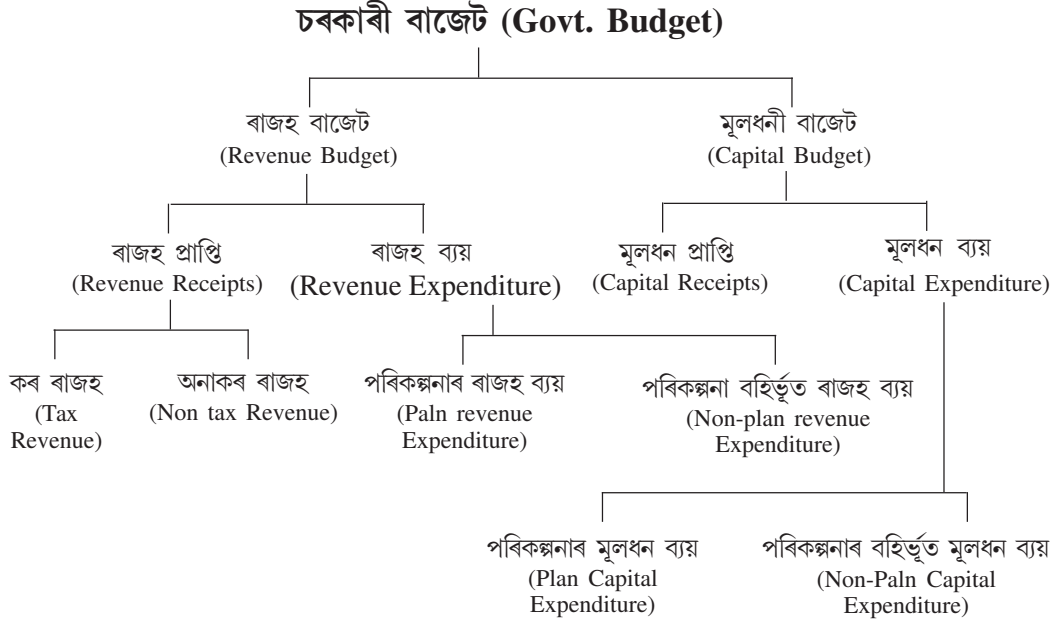 চৰকাৰী বাজেট (Govt. Budget)
ৰাজহ বাজেট
(Revenue Budget)
মূলধনী বাজেট
(Capital Budget)
ৰাজহ প্ৰাপ্তি
(Revenue Receipts)
ৰাজহ ব্যয়
(Revenue Expenditure)
মূলধন প্ৰাপ্তি
(Capital Receipts)
মূলধন ব্যয়
(Capital Expenditure)
কৰ ৰাজহ
(Tax
Revenue)
অনাকৰ ৰাজহ
(Non tax Revenue)
পৰিকল্পনাৰ ৰাজহ ব্যয়
(Paln revenue
Expenditure)
পৰিকল্পনা বহিৰ্ভূত ৰাজহ ব্যয়
(Non-plan revenue
Expenditure)
পৰিকল্পনাৰ মূলধন ব্যয়
(Plan Capital
Expenditure)
পৰিকল্পনাৰ বহিৰ্ভূত মূলধন ব্যয়
(Non-Paln Capital
Expenditure)